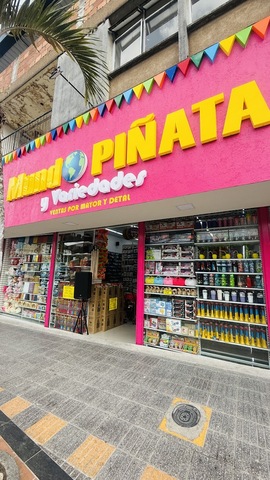 Mundo PIÑATA
y Variedades
VENTAS POR MAYOR Y DETAL